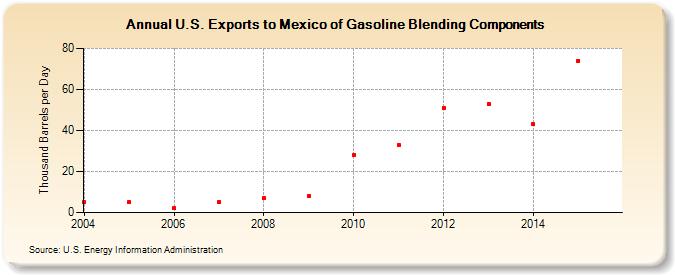 Annual U.S. Exports to Mexico of Gasoline Blending Components
Thousand Barrels per Day
80
60
40
20
0
2004 2006 2008 2010 2012 2014
Source: U.S. Energy Information Administration